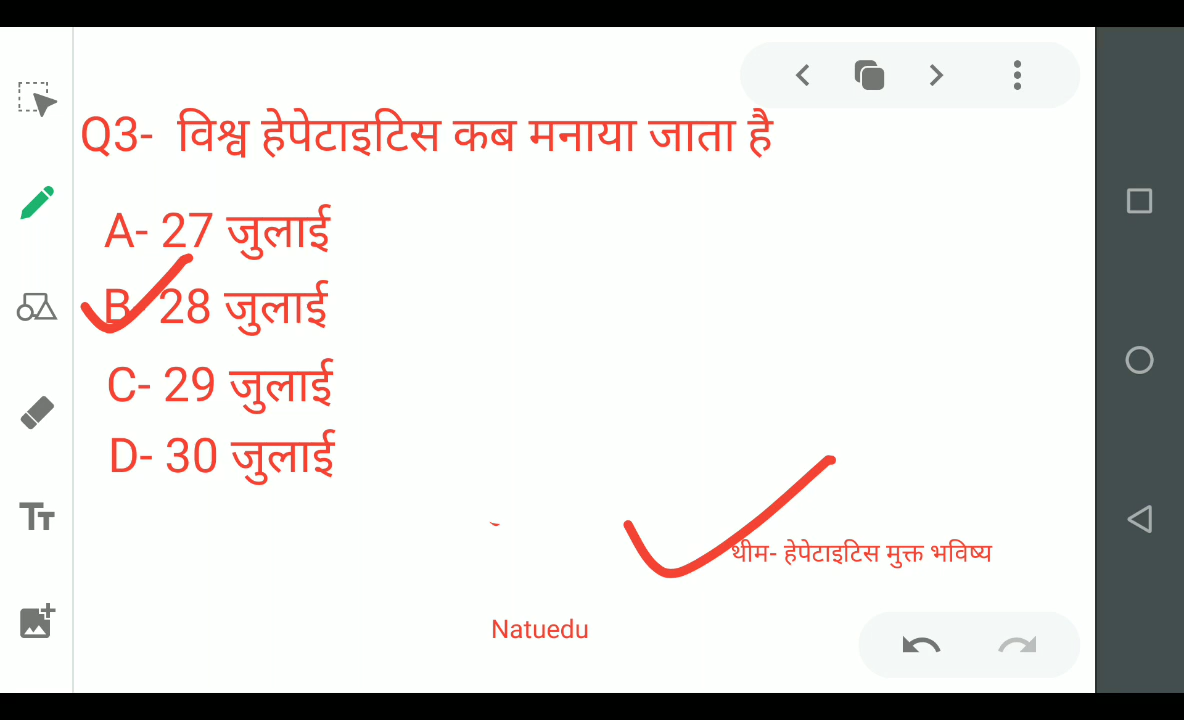 Q3- विश्व हेपेटाइटिस कब मनाया जाता है
A- 27 जुलाई
B- 28 जुलाई
C- 29 जुलाई
D- 30 जुलाई
थीम- हेपेटाइटिस मुक्त भविष्य
Natuedu